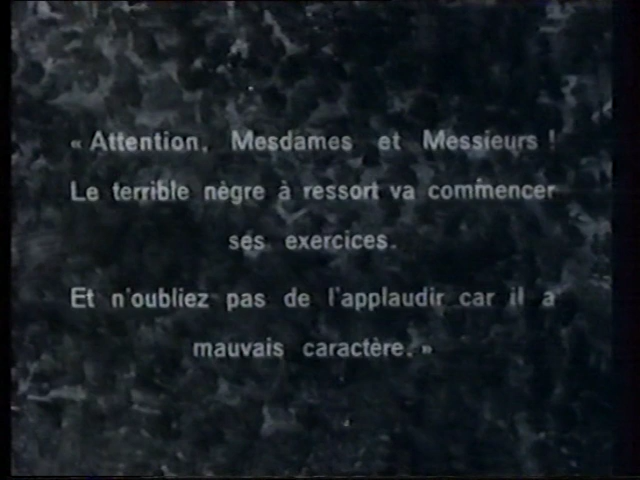 « Attention, Mesdames et Messieurs !
Le terrible nègre à ressort va commencer
ses exercices.
Et n'oubliez pas de l'applaudir car il a
mauvais caractère. »